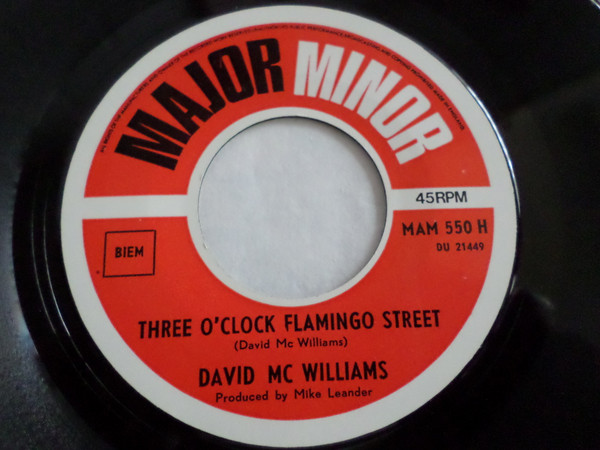 MAJOR MINOR
45RPM
MAM 550 H
DU 21449
BIEM
THREE O'CLOCK FLAMINGO STREET
(David Mc Williams)
DAVID MC WILLIAMS
Produced by Mike Leander